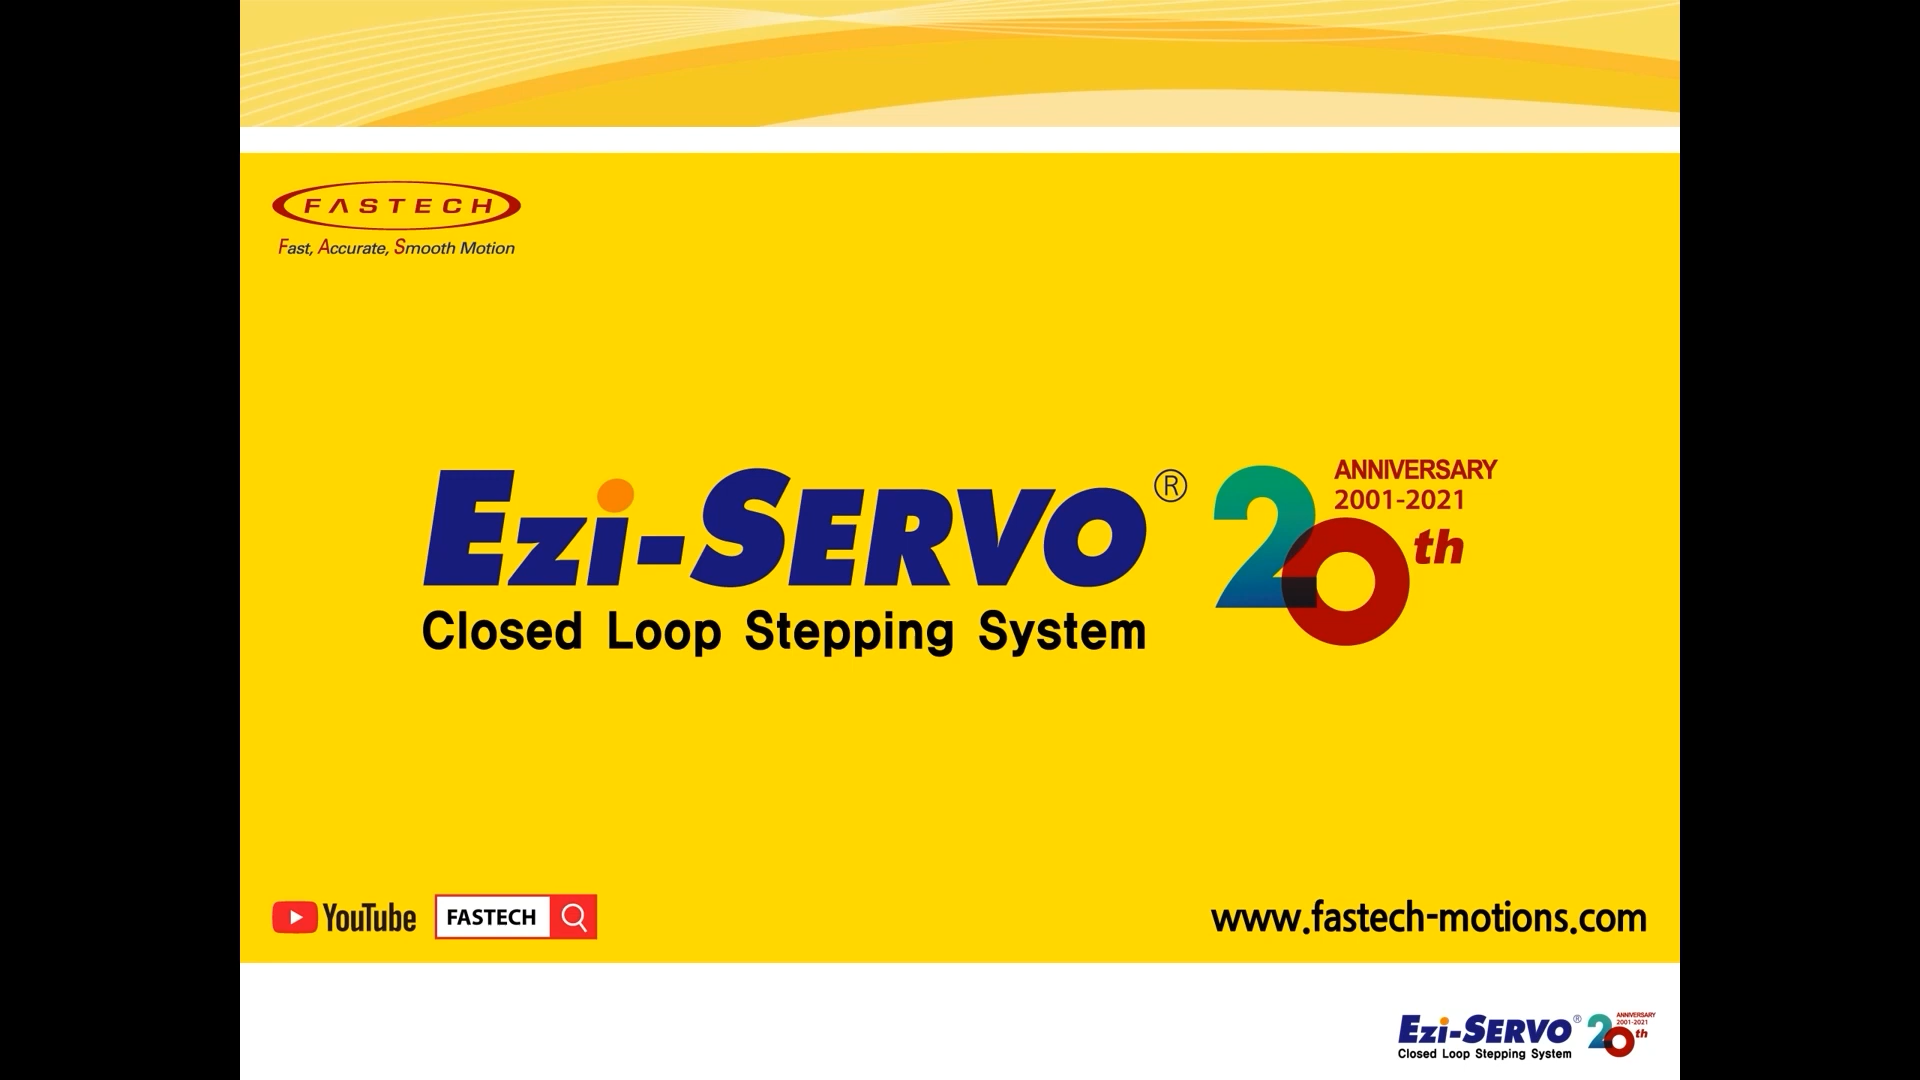 FASTECH
Fast, Accurate, Smooth Motion
Ezi-SERVO®
Closed Loop Stepping System
ANNIVERSARY
2001-2021
20th
YouTube
FASTECH
www.fastech-motions.com
Ezi-SERVO®
Closed Loop Stepping System
ANNIVERSARY
2001-2021
20th